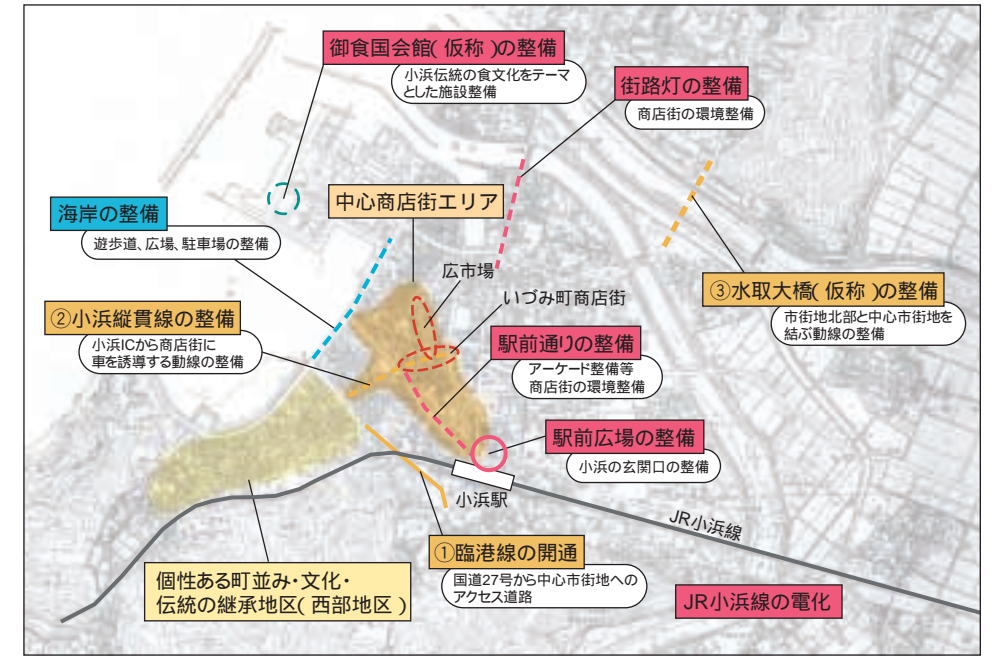 御食国会館(仮称)の整備
小浜伝統の食文化をテーマ
とした施設整備
街路灯の整備
商店街の環境整備
中心商店街エリア
海岸の整備
遊歩道、広場、駐車場の整備
広市場
いづみ町商店街
③水取大橋(仮称)の整備
市街地北部と中心市街地を
結ぶ動線の整備
②小浜縦貫線の整備
小浜ICから商店街に
車を誘導する動線の整備
駅前通りの整備
アーケード整備等
商店街の環境整備
駅前広場の整備
小浜の玄関口の整備
小浜駅
JR小浜線
①臨港線の開通
国道27号から中心市街地への
アクセス道路
個性ある町並み・文化・
伝統の継承地区(西部地区)
JR小浜線の電化